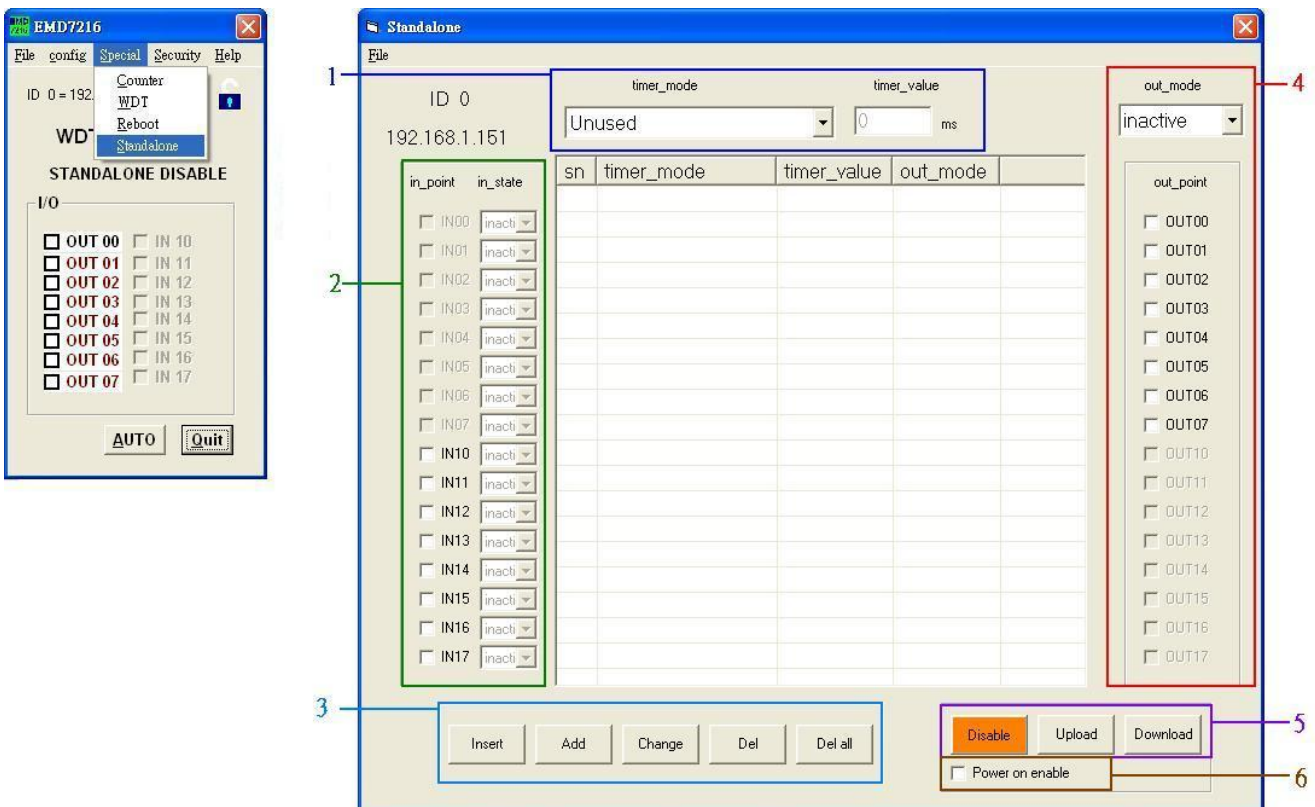 EMD7216
File config Special Security Help
Counter
WDT
Reboot
Standalone
ID 0 = 192.
WDT
STANDALONE DISABLE
I/O
OUT 00 IN 10
OUT 01 IN 11
OUT 02 IN 12
OUT 03 IN 13
OUT 04 IN 14
OUT 05 IN 15
OUT 06 IN 16
OUT 07 IN 17
AUTO Quit
Standalone
File
1
ID 0
192.168.1.151
timer_mode timer_value
Unused 0 ms
4
out_mode
inactive
2
in_point in_state
IN00 inacti
IN01 inacti
IN02 inacti
IN03 inacti
IN04 inacti
IN05 inacti
IN06 inacti
IN07 inacti
IN10 inacti
IN11 inacti
IN12 inacti
IN13 inacti
IN14 inacti
IN15 inacti
IN16 inacti
IN17 inacti
sn timer_mode timer_value out_mode
out_point
OUT00
OUT01
OUT02
OUT03
OUT04
OUT05
OUT06
OUT07
OUT10
OUT11
OUT12
OUT13
OUT14
OUT15
OUT16
OUT17
3
Insert Add Change Del Del all
5
Disable Upload Download
6
Power on enable